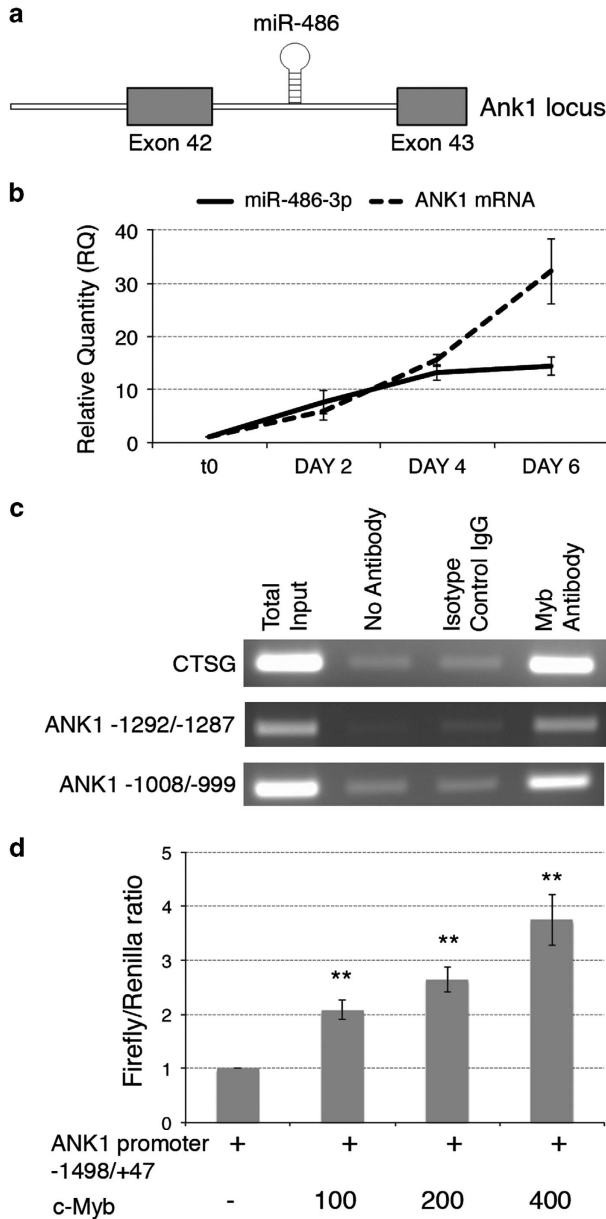 a
miR-486
Ank1 locus
Exon 42
Exon 43
b
miR-486-3p
ANK1 mRNA
Relative Quantity (RQ)
40
30
20
10
0
t0
DAY 2
DAY 4
DAY 6
c
Total
Input
No Antibody
Isotype
Control IgG
Myb
Antibody
CTSG
ANK1 -1292/-1287
ANK1 -1008/-999
d
Firefly/Renilla ratio
5
4
3
2
1
0
**
**
**
ANK1 promoter + + + +
-1498/+47
c-Myb - 100 200 400